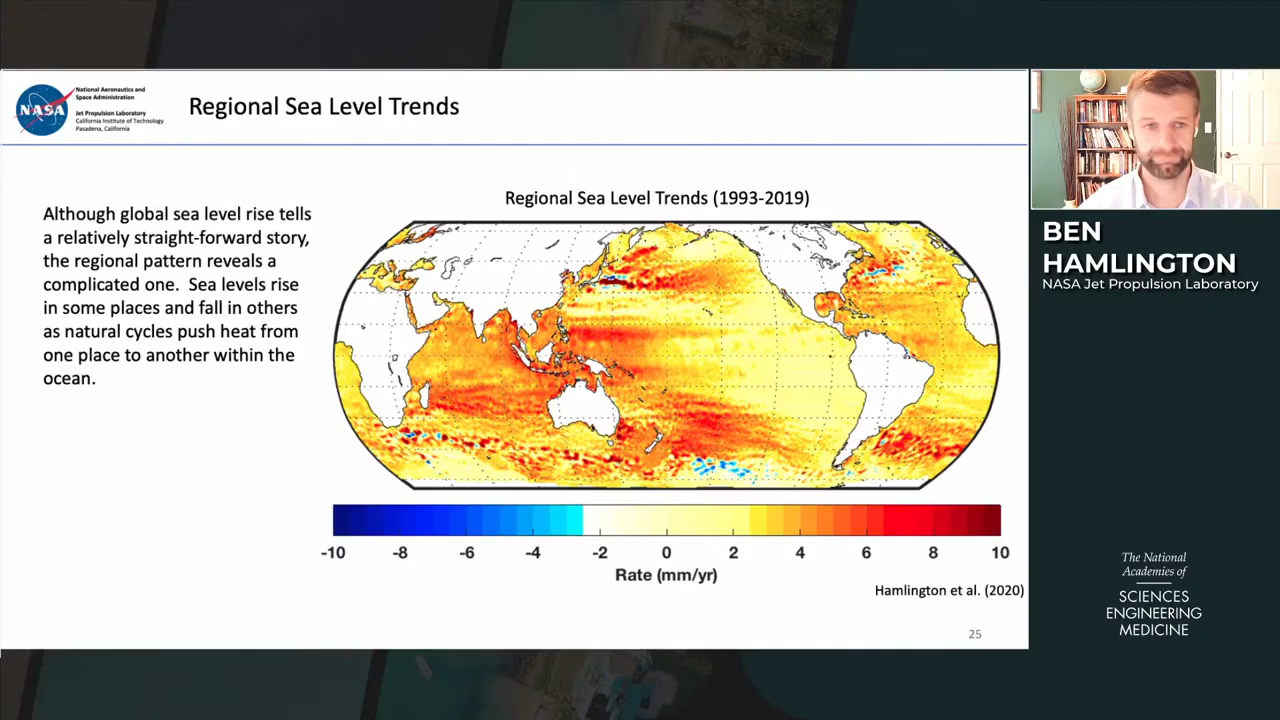 NASA
National Aeronautics and
Space Administration
Jet Propulsion Laboratory
California Institute of Technology
Pasadena, California
Regional Sea Level Trends
Although global sea level rise tells
a relatively straight-forward story,
the regional pattern reveals a
complicated one.  Sea levels rise
in some places and fall in others
as natural cycles push heat from
one place to another within the
ocean.
Regional Sea Level Trends (1993-2019)
-10 -8 -6 -4 -2 0 2 4 6 8 10
Rate (mm/yr)
Hamlington et al. (2020)
25
BEN
HAMLINGTON
NASA Jet Propulsion Laboratory
The National
Academies of
SCIENCES
ENGINEERING
MEDICINE